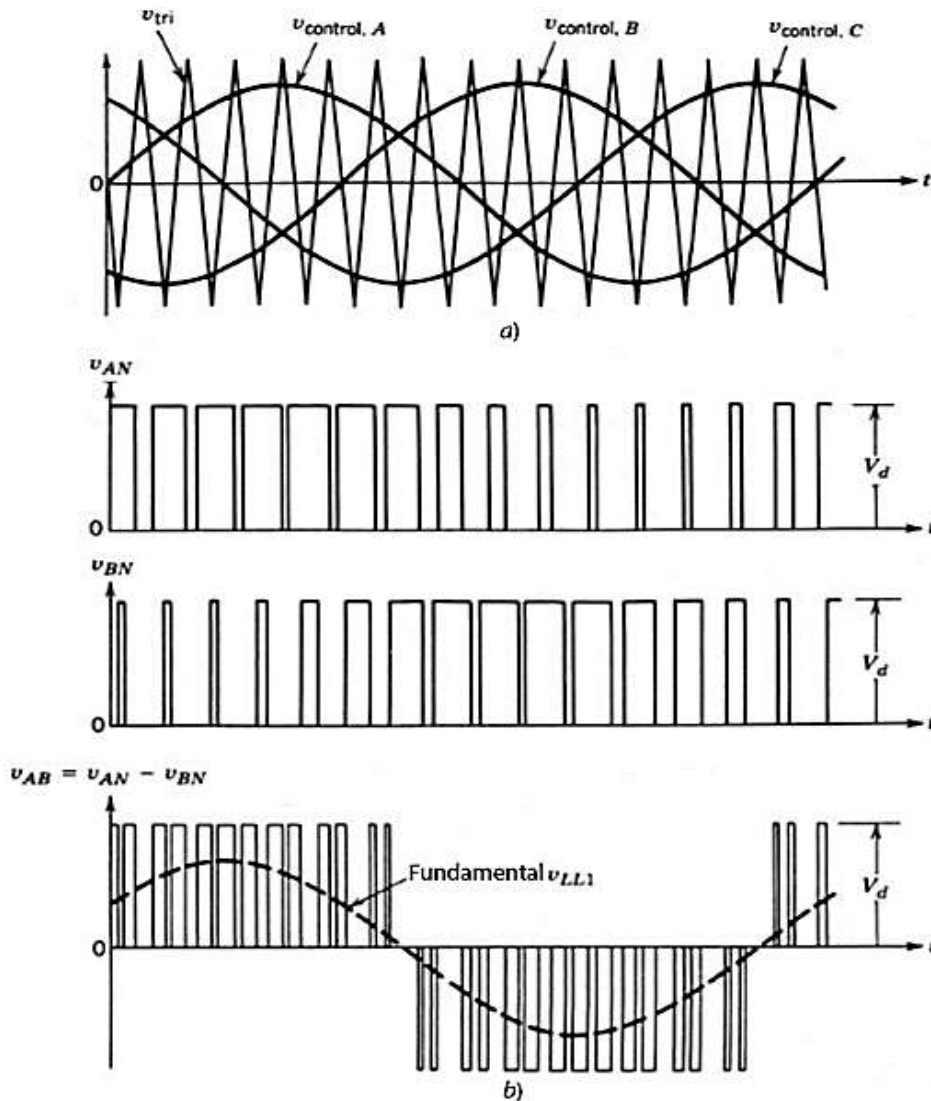 v_tri
v_control, A
v_control, B
v_control, C
0
t
a)
v_AN
V_d
0
t
v_BN
V_d
0
t
v_AB = v_AN − v_BN
Fundamental v_LL1
V_d
0
t
b)